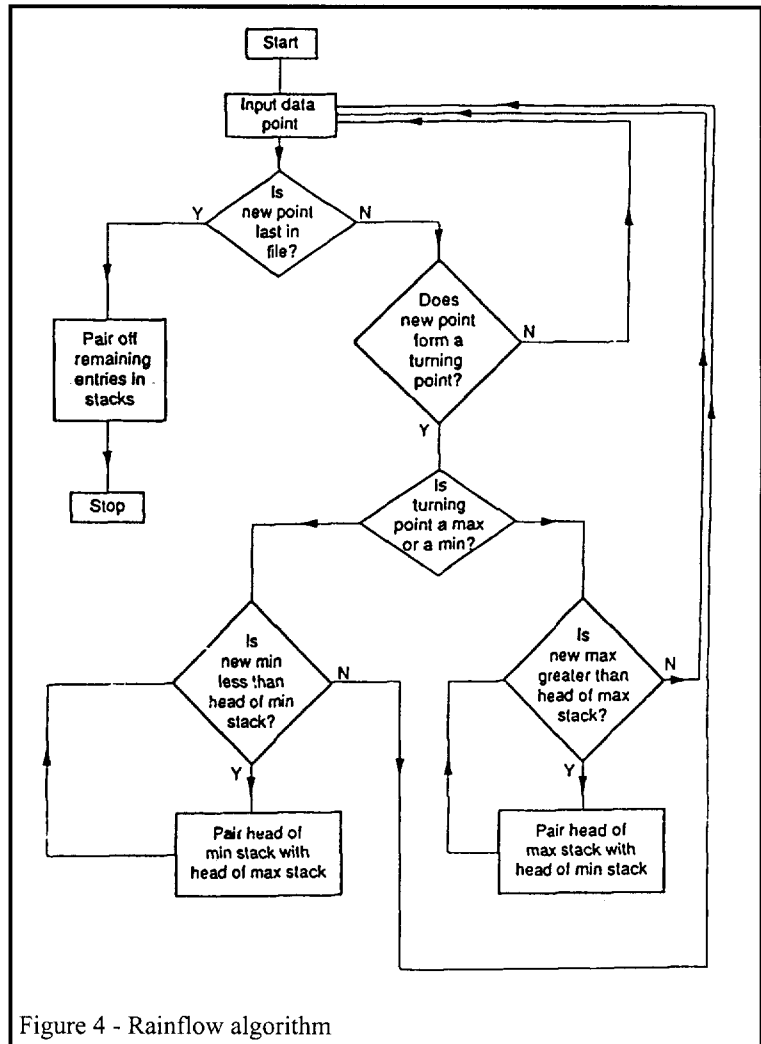 Start
Input data
point
Is
new point
last in
file?
Y
N
Pair off
remaining
entries in
stacks
Stop
Does
new point
form a
turning
point?
N
Y
Is
turning
point a max
or a min?
Is
new min
less than
head of min
stack?
N
Y
Pair head of
min stack with
head of max stack
Is
new max
greater than
head of max
stack?
N
Y
Pair head of
max stack with
head of min stack
Figure 4 - Rainflow algorithm